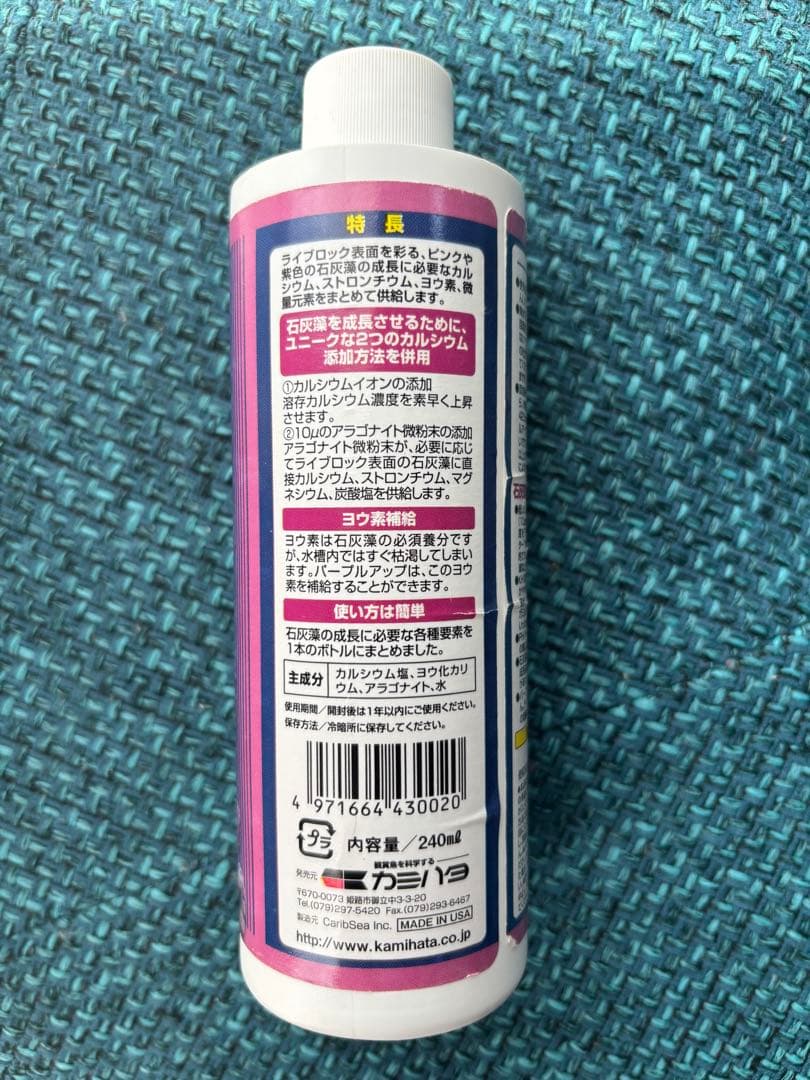 特長
ライブロック表面を彩る、ピンクや
紫色の石灰藻の成長に必要なカル
シウム、ストロンチウム、ヨウ素、微
量元素をまとめて供給します。
石灰藻を成長させるために、
ユニークな2つのカルシウム
添加方法を併用
①カルシウムイオンの添加
溶存カルシウム濃度を素早く上昇
させます。
②10μのアラゴナイト微粉末の添加
アラゴナイト微粉末が、必要に応じ
てライブロック表面の石灰藻に直
接カルシウム、ストロンチウム、マグ
ネシウム、炭酸塩を供給します。
ヨウ素補給
ヨウ素は石灰藻の必須養分です
が、水槽内ではすぐ枯渇してしまい
ます。パープルアップは、このヨウ
素を補給することができます。
使い方は簡単
石灰藻の成長に必要な各種要素を
1本のボトルにまとめました。
主成分 カルシウム塩、ヨウ化カリ
ウム、アラゴナイト、水
使用期間／開封後は1年以内にご使用ください。
保存方法／冷暗所に保存してください。
4 971664 430020
プラ 内容量／240mℓ
観賞魚を科学する
発売元 カミハタ
〒670-0073 姫路市御立中3-3-20
Tel.(079)297-5420 Fax.(079)293-6467
製造元 CaribSea Inc. MADE IN USA
http://www.kamihata.co.jp